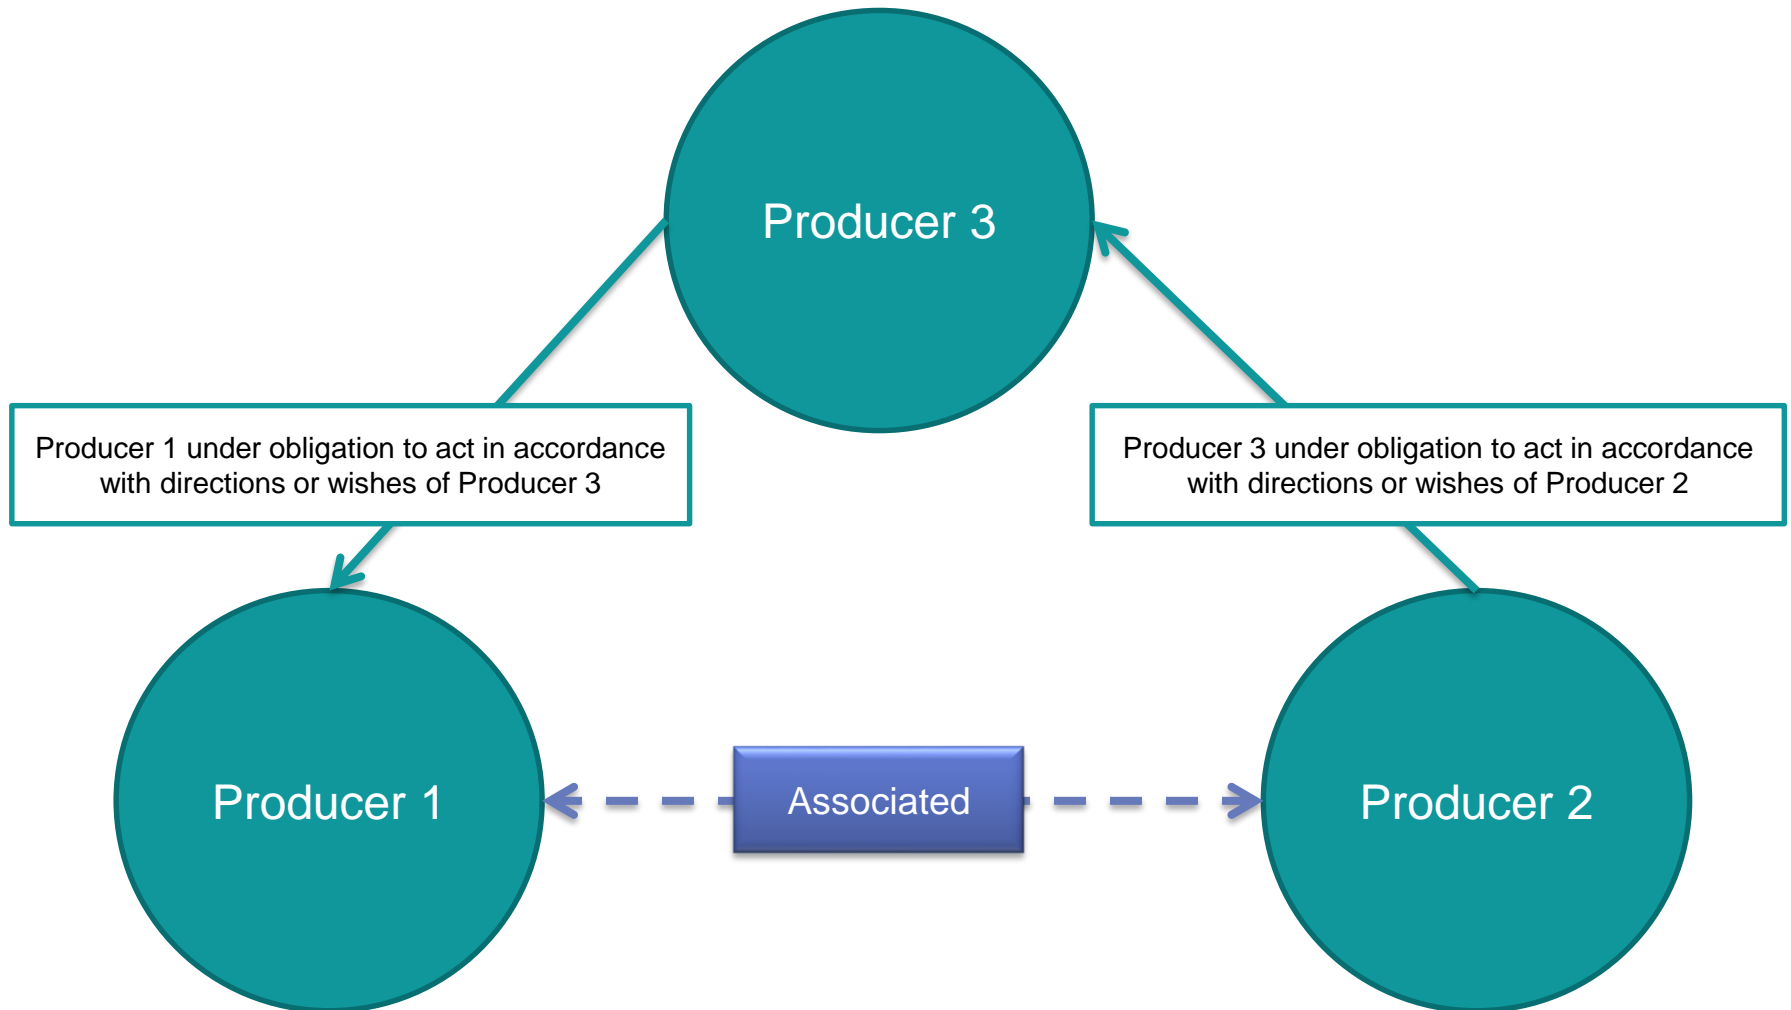 Producer 3
Producer 1 under obligation to act in accordance
with directions or wishes of Producer 3
Producer 3 under obligation to act in accordance
with directions or wishes of Producer 2
Producer 1
Associated
Producer 2